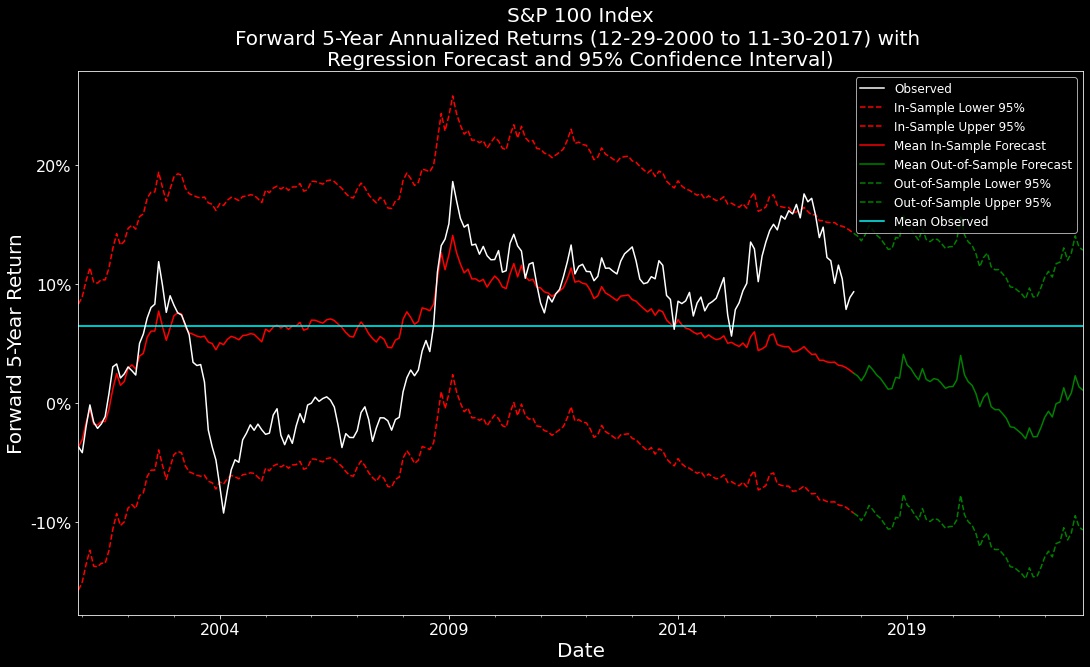 S&P 100 Index
Forward 5-Year Annualized Returns (12-29-2000 to 11-30-2017) with
Regression Forecast and 95% Confidence Interval)
Observed
In-Sample Lower 95%
In-Sample Upper 95%
Mean In-Sample Forecast
Mean Out-of-Sample Forecast
Out-of-Sample Lower 95%
Out-of-Sample Upper 95%
Mean Observed
Forward 5-Year Return
20%
10%
0%
-10%
2004
2009
2014
2019
Date